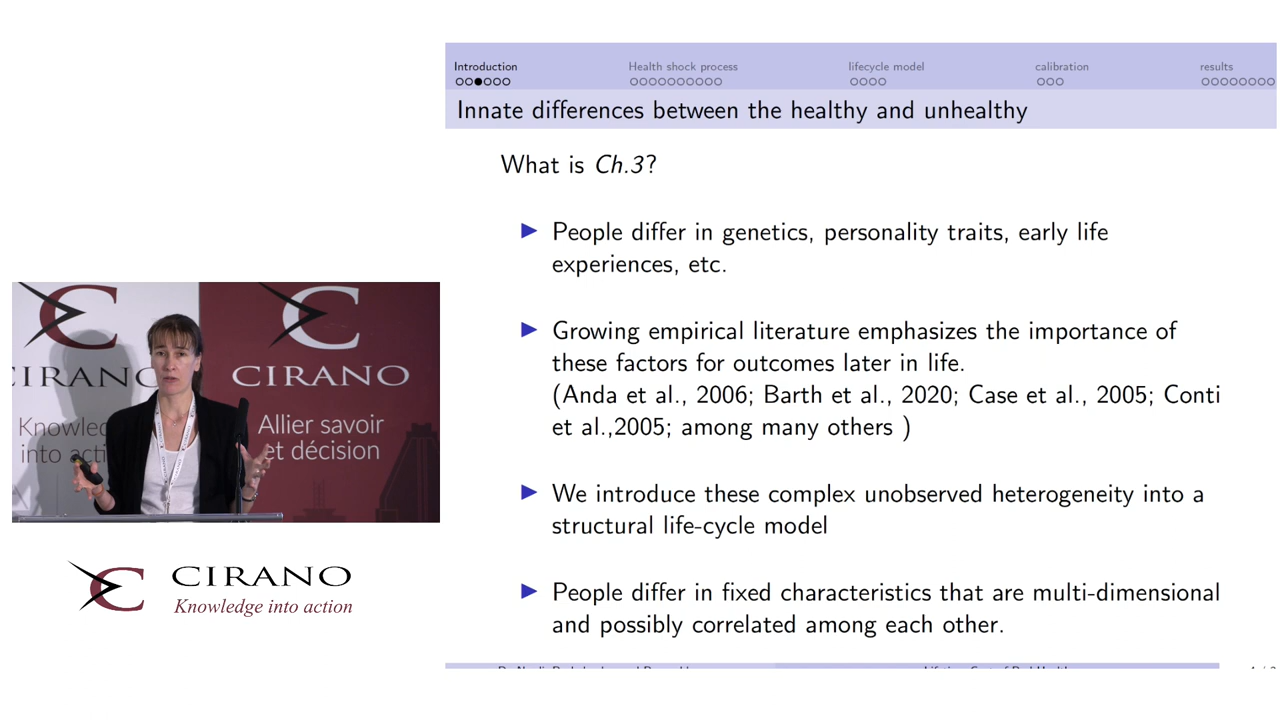 Introduction
Health shock process
lifecycle model
calibration
results
Innate differences between the healthy and unhealthy
What is Ch.3?
People differ in genetics, personality traits, early life
experiences, etc.
Growing empirical literature emphasizes the importance of
these factors for outcomes later in life.
(Anda et al., 2006; Barth et al., 2020; Case et al., 2005; Conti
et al.,2005; among many others )
We introduce these complex unobserved heterogeneity into a
structural life-cycle model
People differ in fixed characteristics that are multi-dimensional
and possibly correlated among each other.
CIRANO
Allier savoir
et décision
CIRANO
Knowledge into action